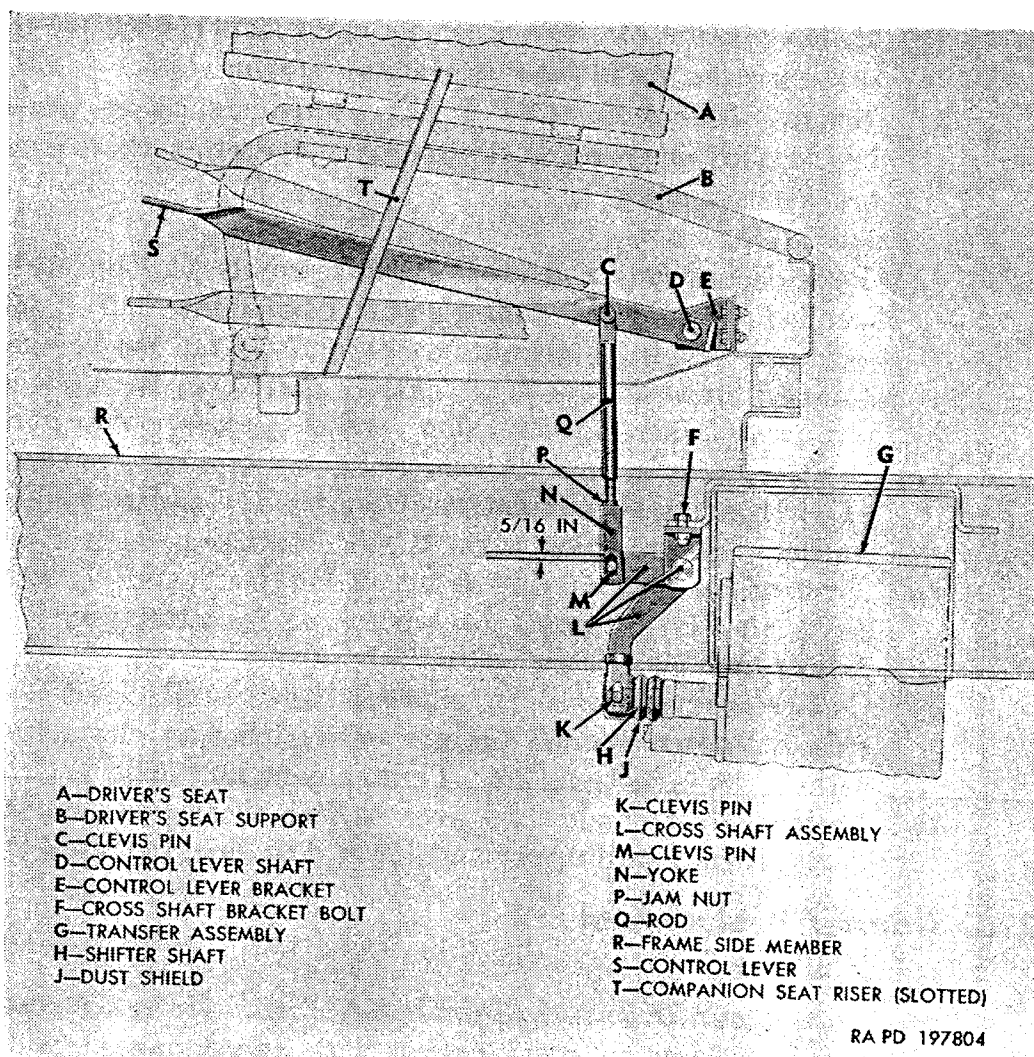 A
B
T
S
C
D
E
Q
R
F
G
P
N
5/16 IN
M
L
K
H
J
A—DRIVER'S SEAT
B—DRIVER'S SEAT SUPPORT
C—CLEVIS PIN
D—CONTROL LEVER SHAFT
E—CONTROL LEVER BRACKET
F—CROSS SHAFT BRACKET BOLT
G—TRANSFER ASSEMBLY
H—SHIFTER SHAFT
J—DUST SHIELD
K—CLEVIS PIN
L—CROSS SHAFT ASSEMBLY
M—CLEVIS PIN
N—YOKE
P—JAM NUT
Q—ROD
R—FRAME SIDE MEMBER
S—CONTROL LEVER
T—COMPANION SEAT RISER (SLOTTED)
RA PD 197804